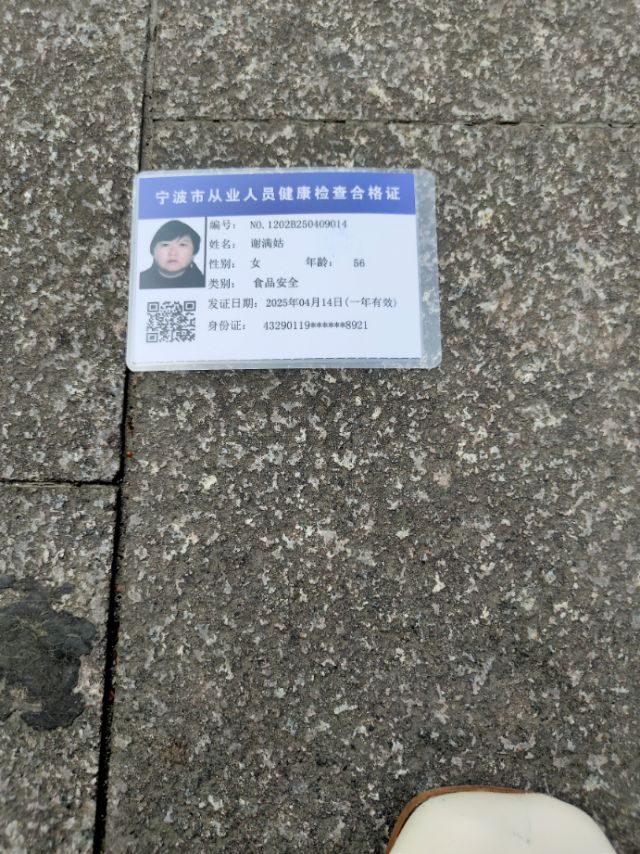 宁波市从业人员健康检查合格证
编号： NO.1202B250409014
姓名： 谢满姑
性别： 女 年龄： 56
类别： 食品安全
发证日期：2025年04月14日(一年有效)
身份证： 43290119******8921